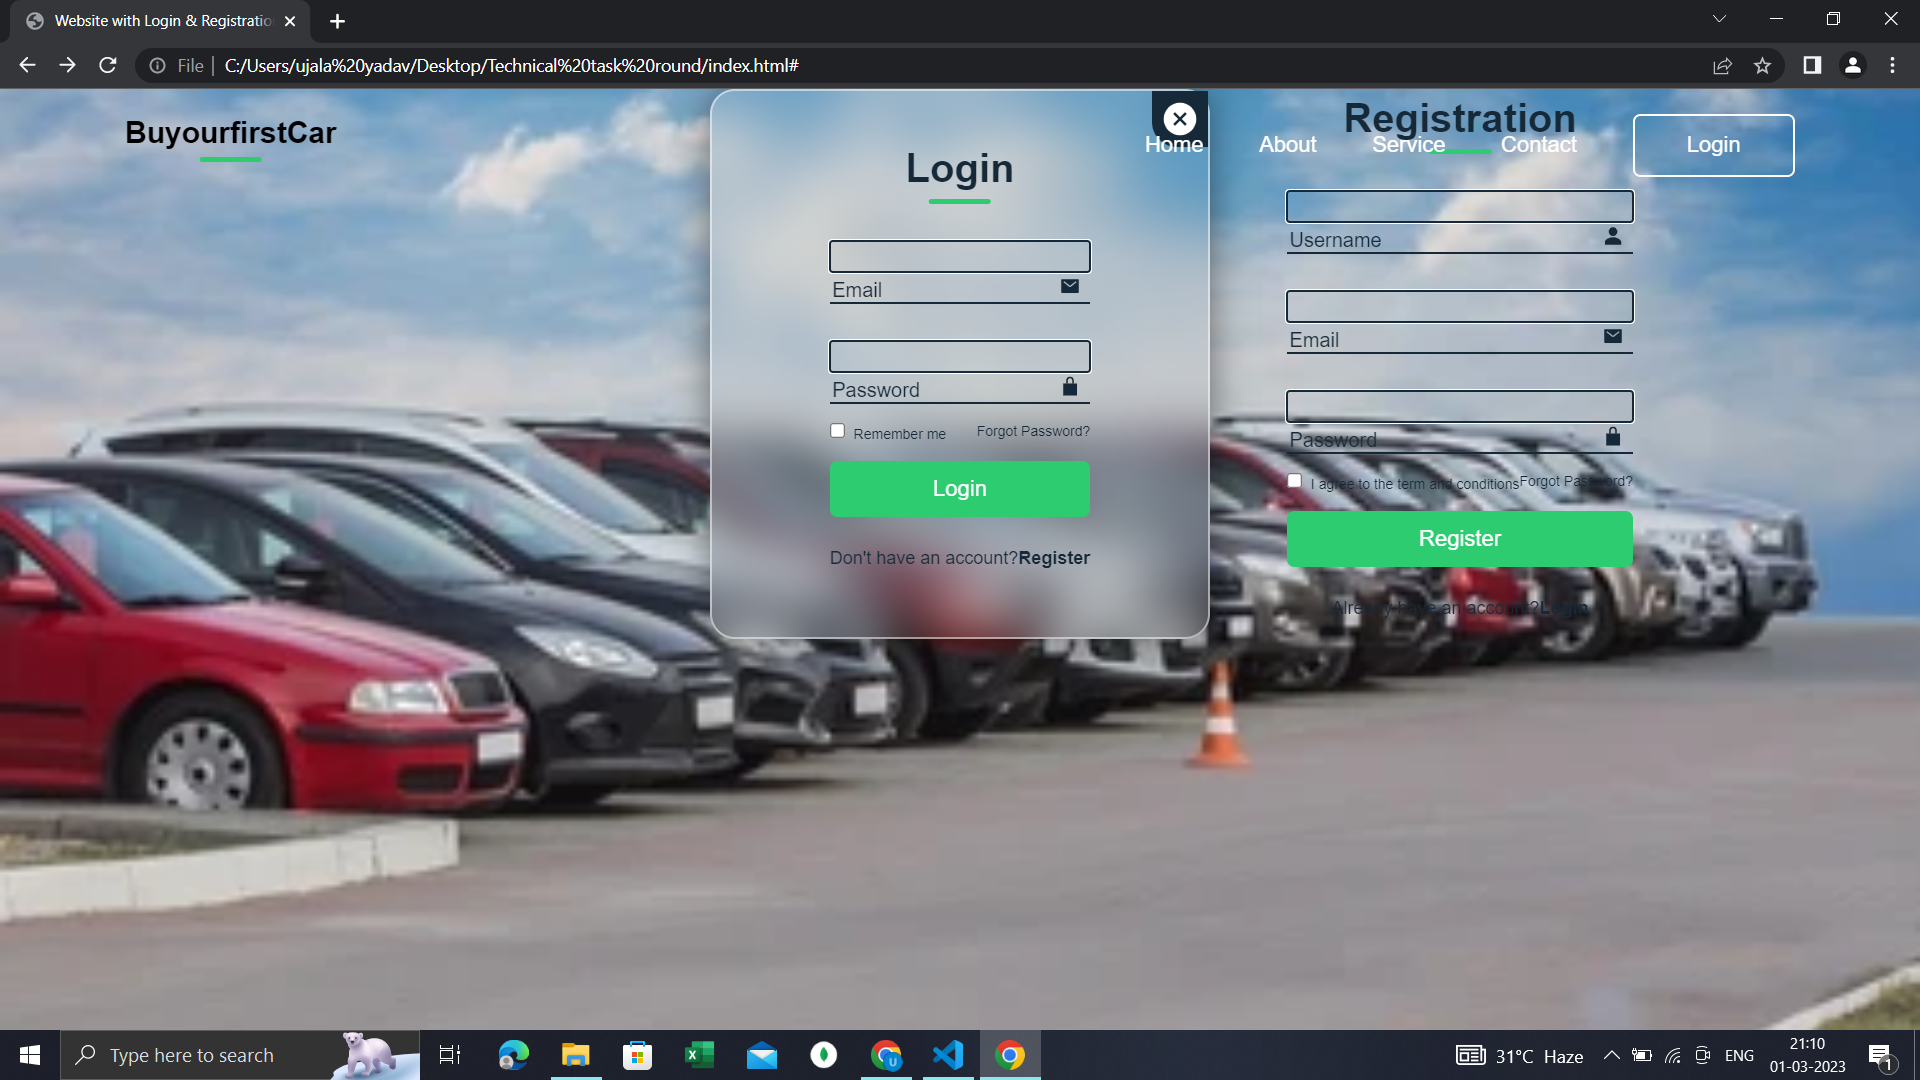 Website with Login & Registratio
File
C:/Users/ujala%20yadav/Desktop/Technical%20task%20round/index.html#
BuyourfirstCar
Home
About
Service
Contact
Login
Login
Email
Password
Remember me
Forgot Password?
Login
Don't have an account?Register
Registration
Username
Email
Password
I agree to the term and conditionsForgot Password?
Register
Already have an account?Login
Type here to search
U
31°C Haze
ENG
21:10
01-03-2023
1